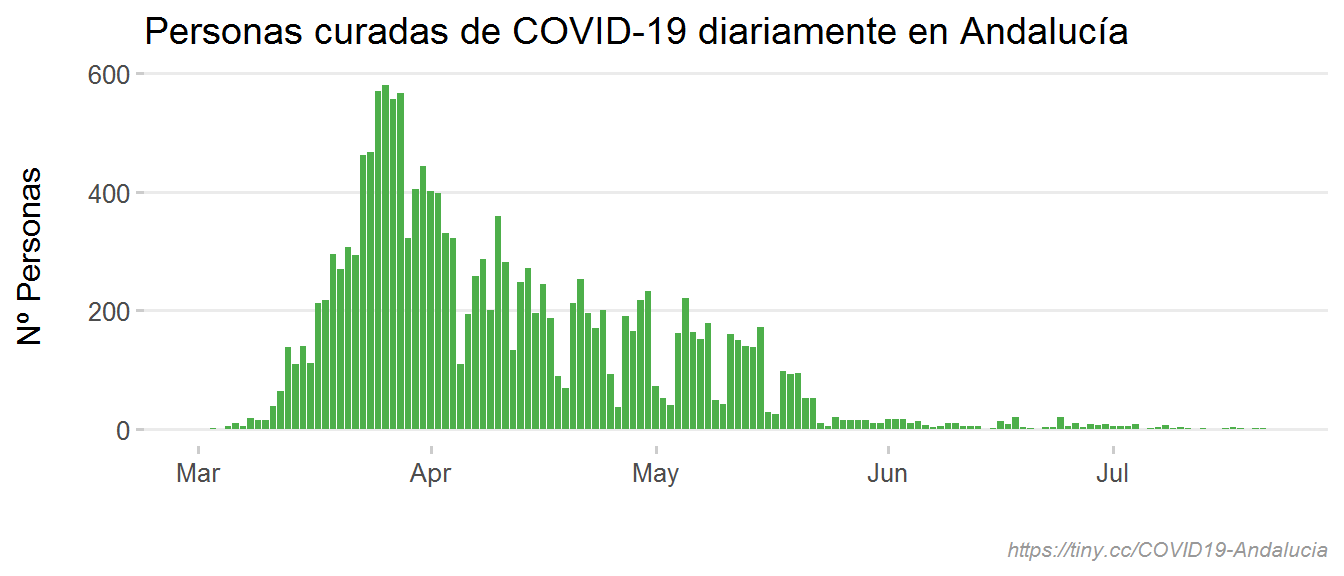 Personas curadas de COVID-19 diariamente en Andalucía
Nº Personas
600
400
200
0
Mar
Apr
May
Jun
Jul
https://tiny.cc/COVID19-Andalucia